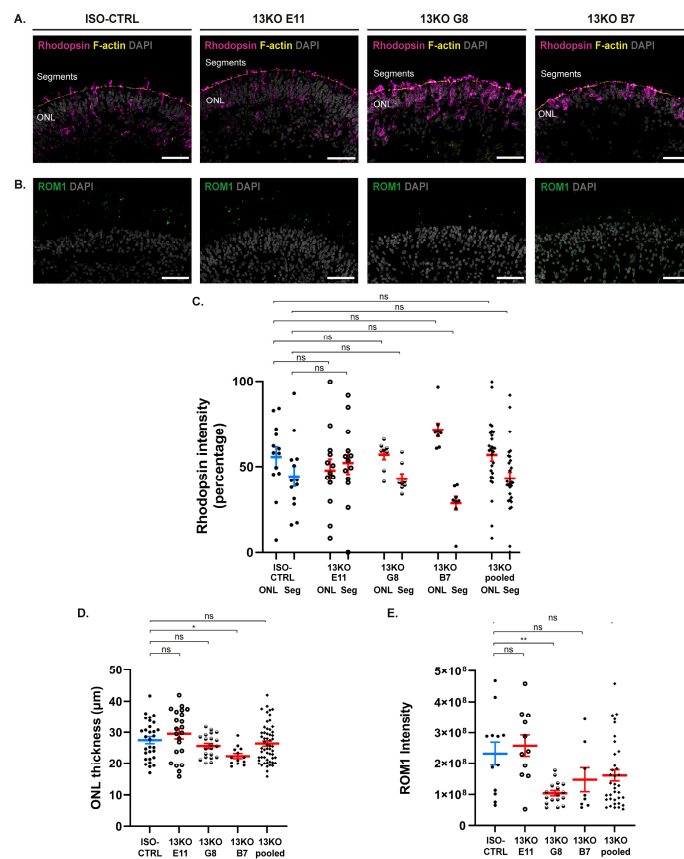 A.
ISO-CTRL
13KO E11
13KO G8
13KO B7
Rhodopsin F-actin DAPI
Segments
ONL
Rhodopsin F-actin DAPI
Segments
ONL
Rhodopsin F-actin DAPI
Segments
ONL
Rhodopsin F-actin DAPI
Segments
ONL
B.
ROM1 DAPI
ROM1 DAPI
ROM1 DAPI
ROM1 DAPI
C.
ns
ns
ns
ns
ns
ns
ns
ns
Rhodopsin intensity
(percentage)
100
50
0
ISO-
CTRL
ONL Seg
13KO
E11
ONL Seg
13KO
G8
ONL Seg
13KO
B7
ONL Seg
13KO
pooled
ONL Seg
D.
ns
*
ns
ns
ONL thickness (µm)
50
40
30
20
10
0
ISO-
CTRL
13KO
E11
13KO
G8
13KO
B7
13KO
pooled
E.
ns
ns
**
ns
ROM1 Intensity
5×10⁸
4×10⁸
3×10⁸
2×10⁸
1×10⁸
0
ISO-
CTRL
13KO
E11
13KO
G8
13KO
B7
13KO
pooled